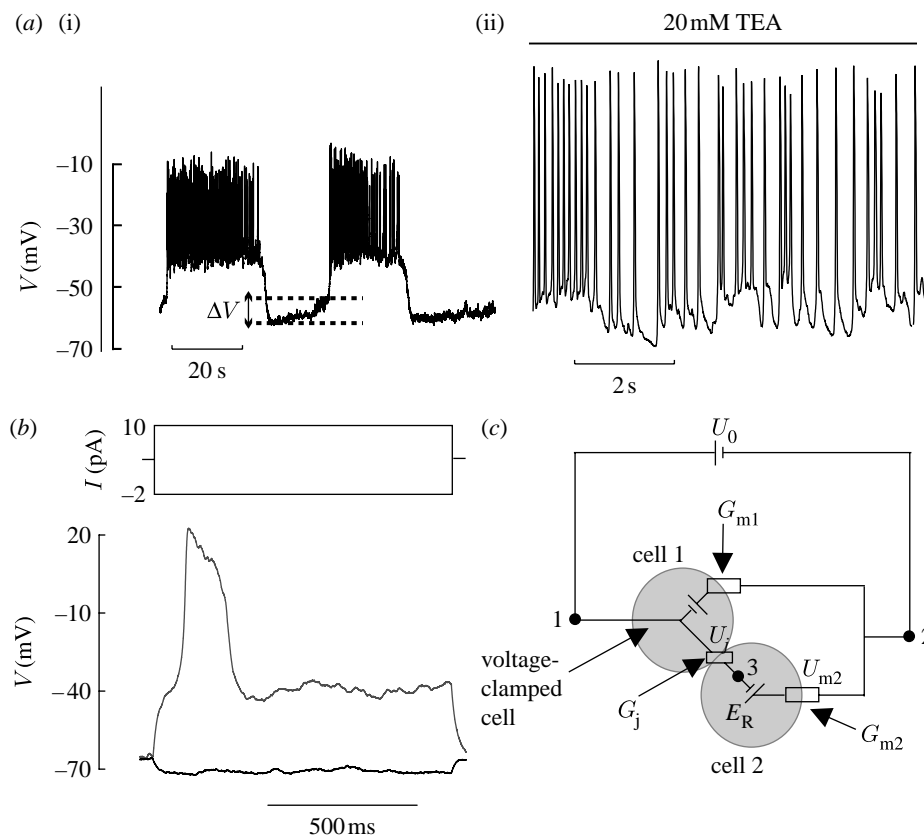 (a) (i)
(ii)
20 mM TEA
V (mV)
−10
−30
−50
−70
ΔV
20 s
2 s
(b)
I (pA)
10
−2
V (mV)
20
−10
−40
−70
500 ms
(c)
U0
Gm1
cell 1
1
2
voltage-
clamped
cell
Uj
3
Um2
Gj
ER
Gm2
cell 2